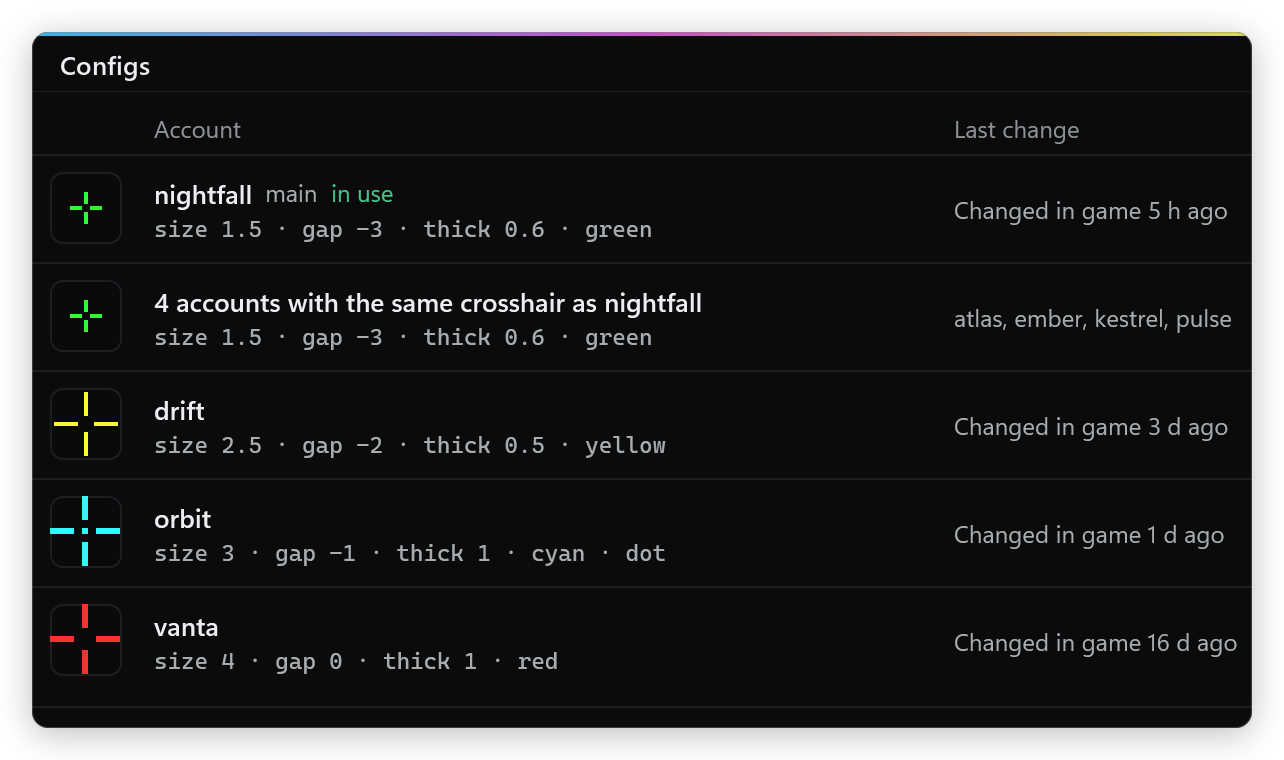 Configs
Account Last change
nightfall main in use
size 1.5 · gap −3 · thick 0.6 · green
Changed in game 5 h ago
4 accounts with the same crosshair as nightfall
size 1.5 · gap −3 · thick 0.6 · green
atlas, ember, kestrel, pulse
drift
size 2.5 · gap −2 · thick 0.5 · yellow
Changed in game 3 d ago
orbit
size 3 · gap −1 · thick 1 · cyan · dot
Changed in game 1 d ago
vanta
size 4 · gap 0 · thick 1 · red
Changed in game 16 d ago